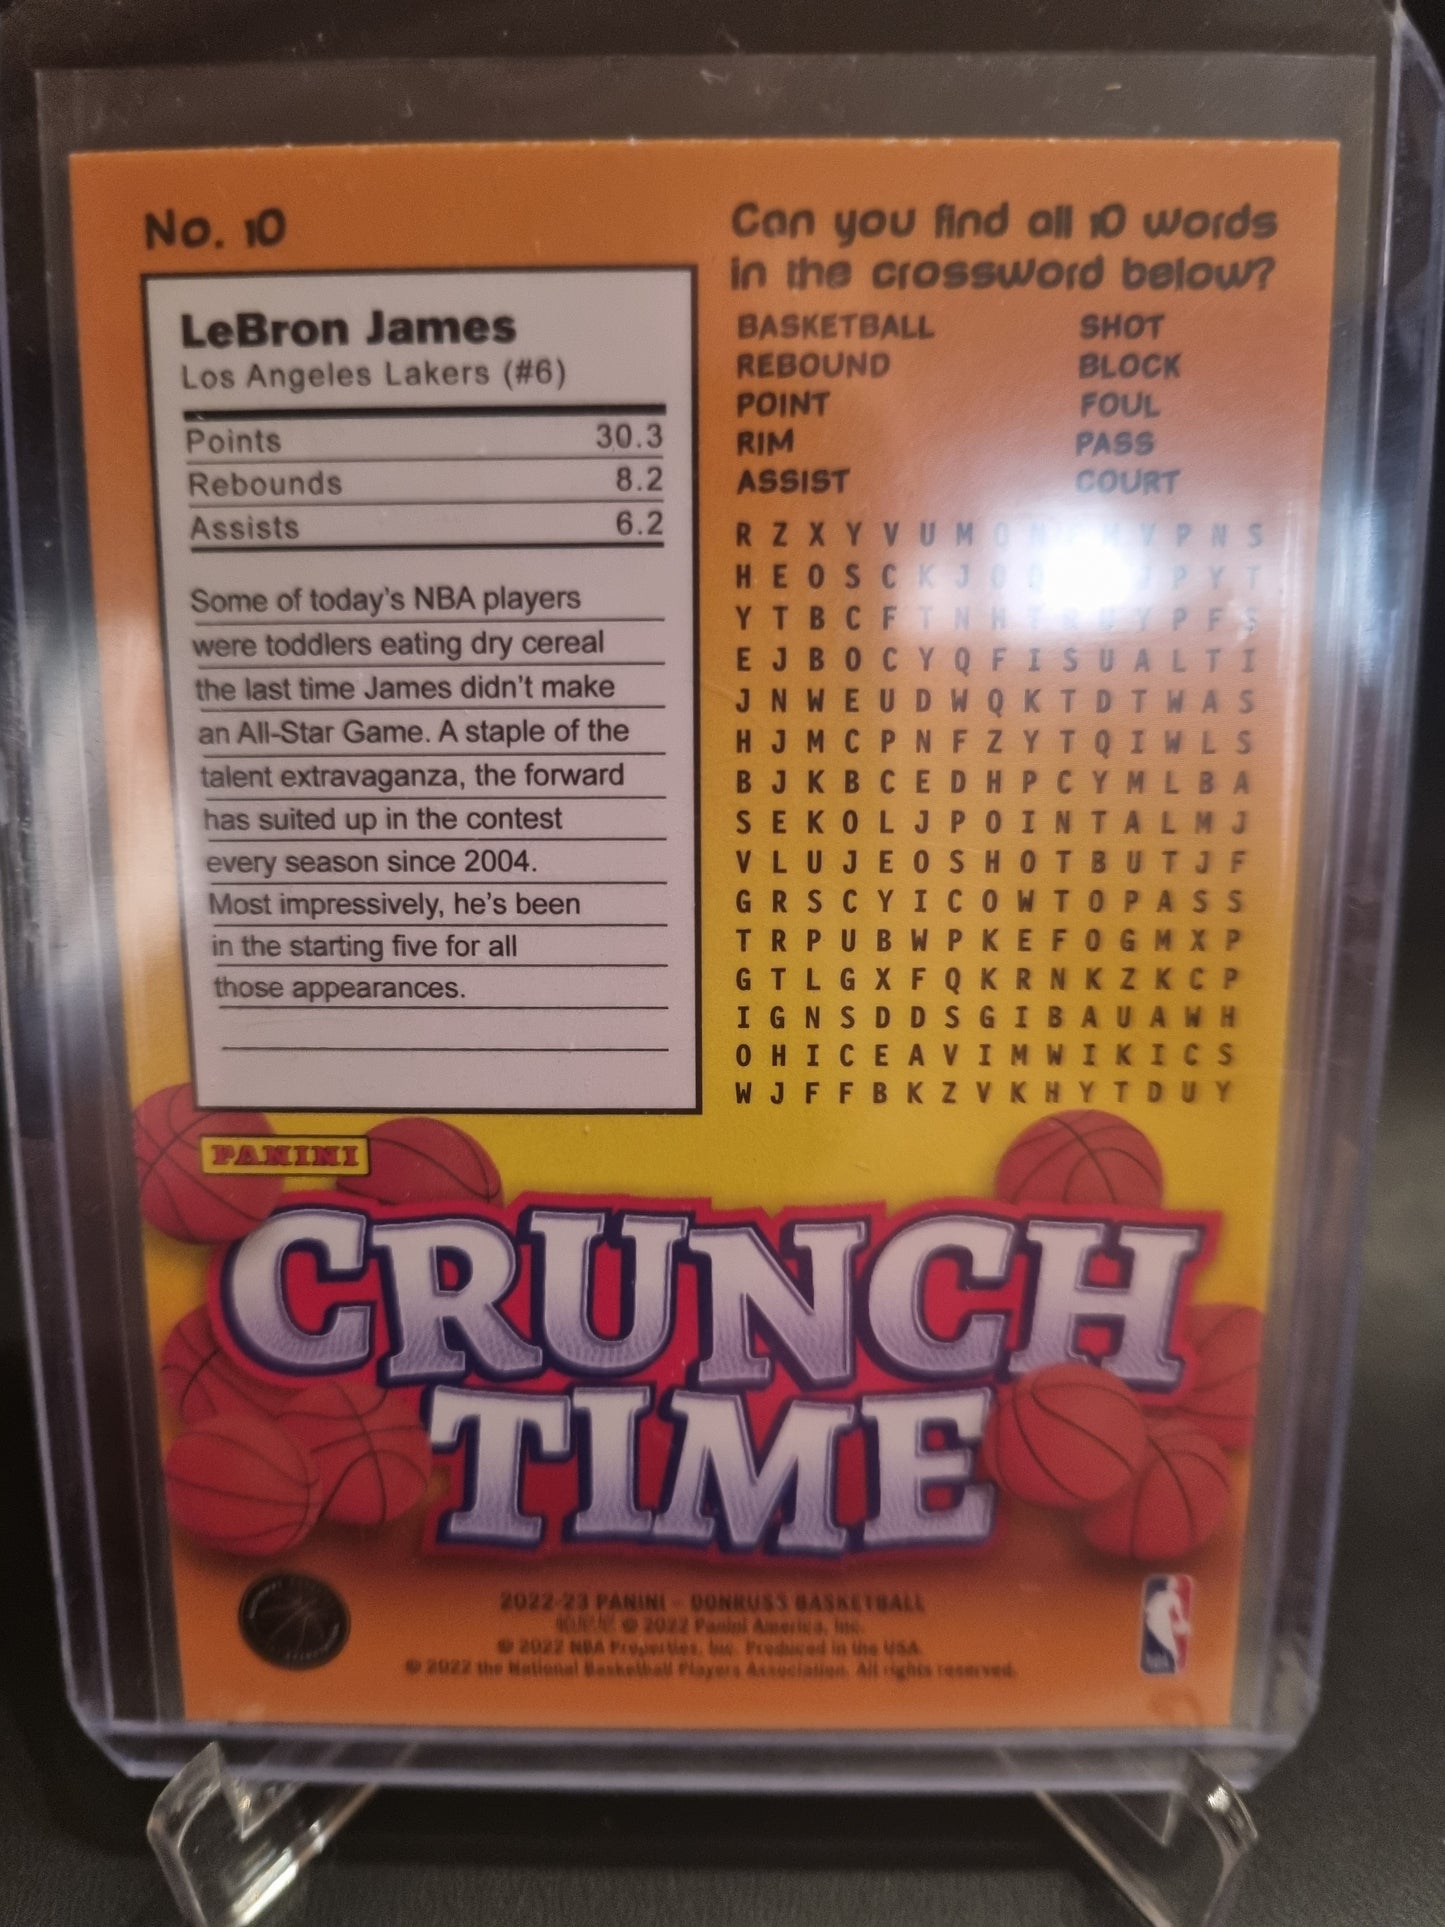 No. 10
LeBron James
Los Angeles Lakers (#6)
Points 30.3
Rebounds 8.2
Assists 6.2
Some of today's NBA players
were toddlers eating dry cereal
the last time James didn't make
an All-Star Game. A staple of the
talent extravaganza, the forward
has suited up in the contest
every season since 2004.
Most impressively, he's been
in the starting five for all
those appearances.
Can you find all 10 words
in the crossword below?
BASKETBALL SHOT
REBOUND BLOCK
POINT FOUL
RIM PASS
ASSIST COURT
R Z X Y V U M V P N S
H E O S C K J P Y T
Y T B C F T N H T R U Y P F S
E J B O C Y Q F I S U A L T I
J N W E U D W Q K T D T W A S
H J M C P N F Z Y T Q I W L S
B J K B C E D H P C Y M L B A
S E K O L J P O I N T A L M J
V L U J E O S H O T B U T J F
G R S C Y I C O W T O P A S S
T R P U B W P K E F O G M X P
G T L G X F Q K R N K Z K C P
I G N S D D S G I B A U A W H
O H I C E A V I M W I K I C S
W J F F B K Z V K H Y T D U Y
PANINI
CRUNCH
TIME
2022-23 PANINI - DONRUSS BASKETBALL
© 2022 Panini America, Inc.
© 2022 NBA Properties, Inc. Produced in the USA.
© 2022 the National Basketball Players Association. All rights reserved.